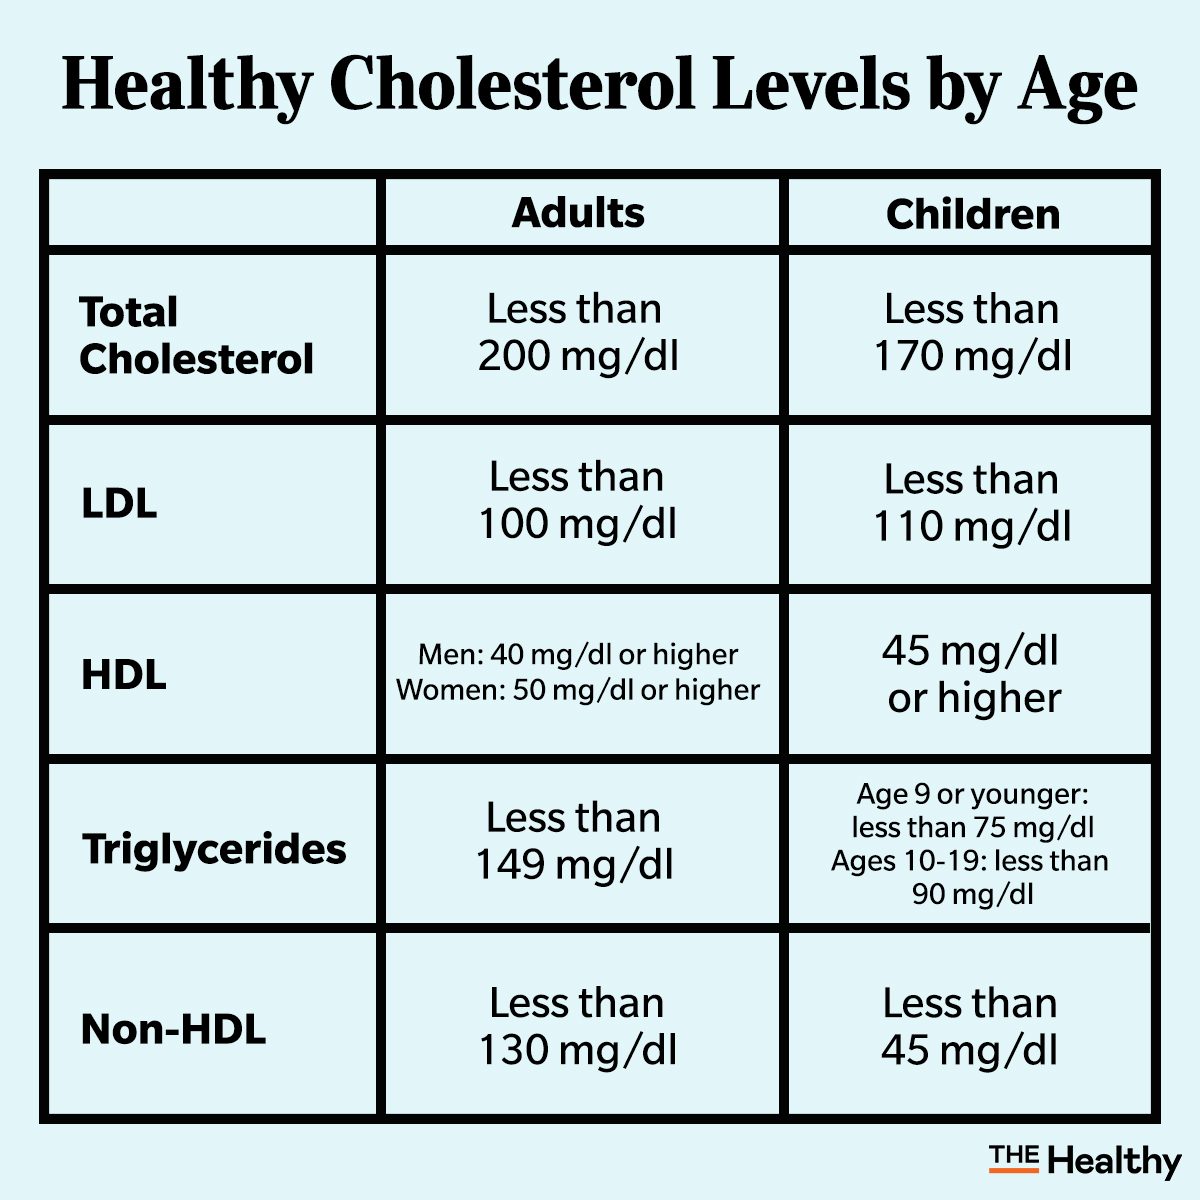 Healthy Cholesterol Levels by Age
Adults
Children
Total
Cholesterol
Less than
200 mg/dl
Less than
170 mg/dl
LDL
Less than
100 mg/dl
Less than
110 mg/dl
HDL
Men: 40 mg/dl or higher
Women: 50 mg/dl or higher
45 mg/dl
or higher
Triglycerides
Less than
149 mg/dl
Age 9 or younger:
less than 75 mg/dl
Ages 10-19: less than
90 mg/dl
Non-HDL
Less than
130 mg/dl
Less than
45 mg/dl
THE Healthy